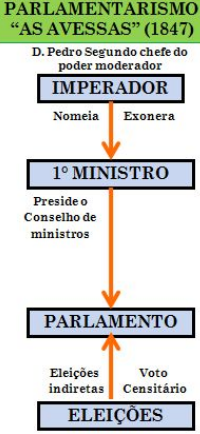 PARLAMENTARISMO
“AS AVESSAS” (1847)
D. Pedro Segundo chefe do
poder moderador
IMPERADOR
Nomeia Exonera
1° MINISTRO
Preside o
Conselho de
ministros
PARLAMENTO
Eleições Voto
indiretas Censitário
ELEIÇÕES